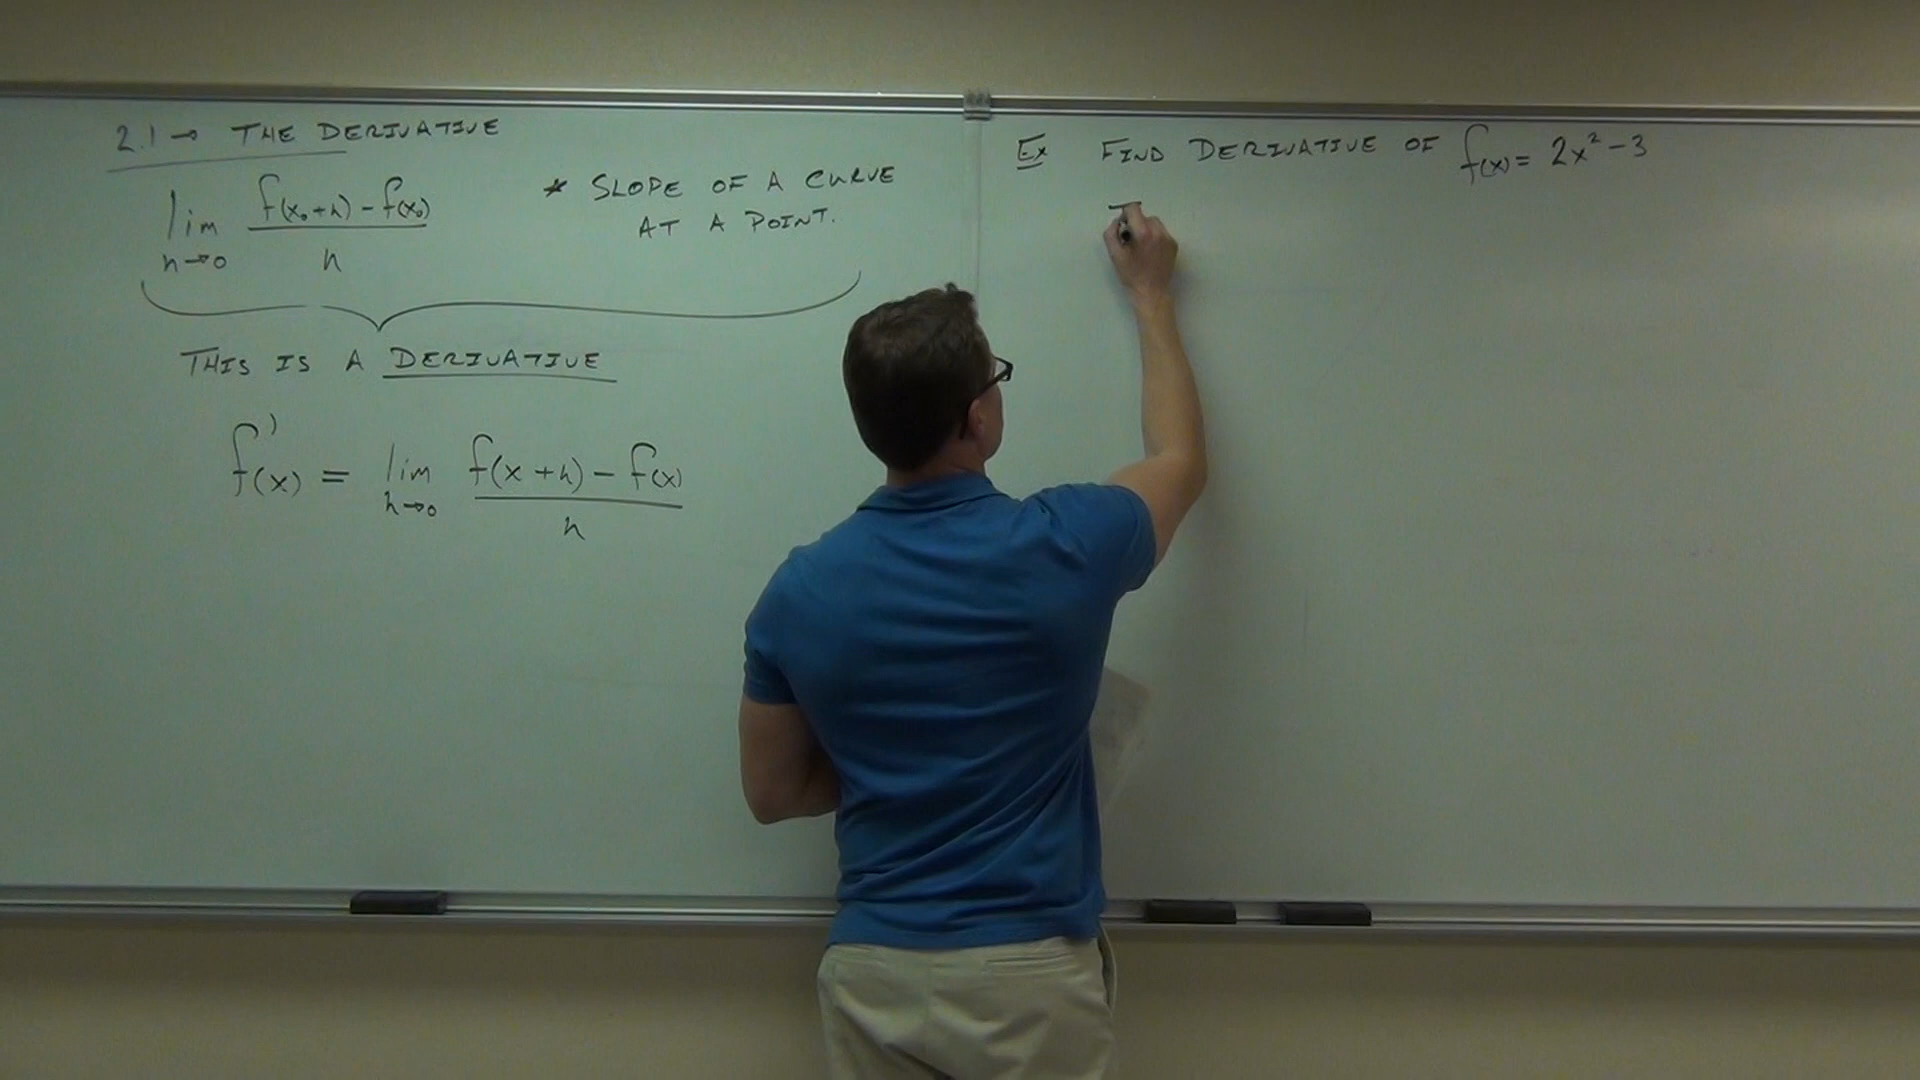 2.1 → THE DERIVATIVE
lim h→0 f(x₀+h) - f(x₀) / h
* SLOPE OF A CURVE
AT A POINT.
THIS IS A DERIVATIVE
f'(x) = lim h→0 f(x+h) - f(x) / h
Ex FIND DERIVATIVE OF f(x) = 2x² - 3